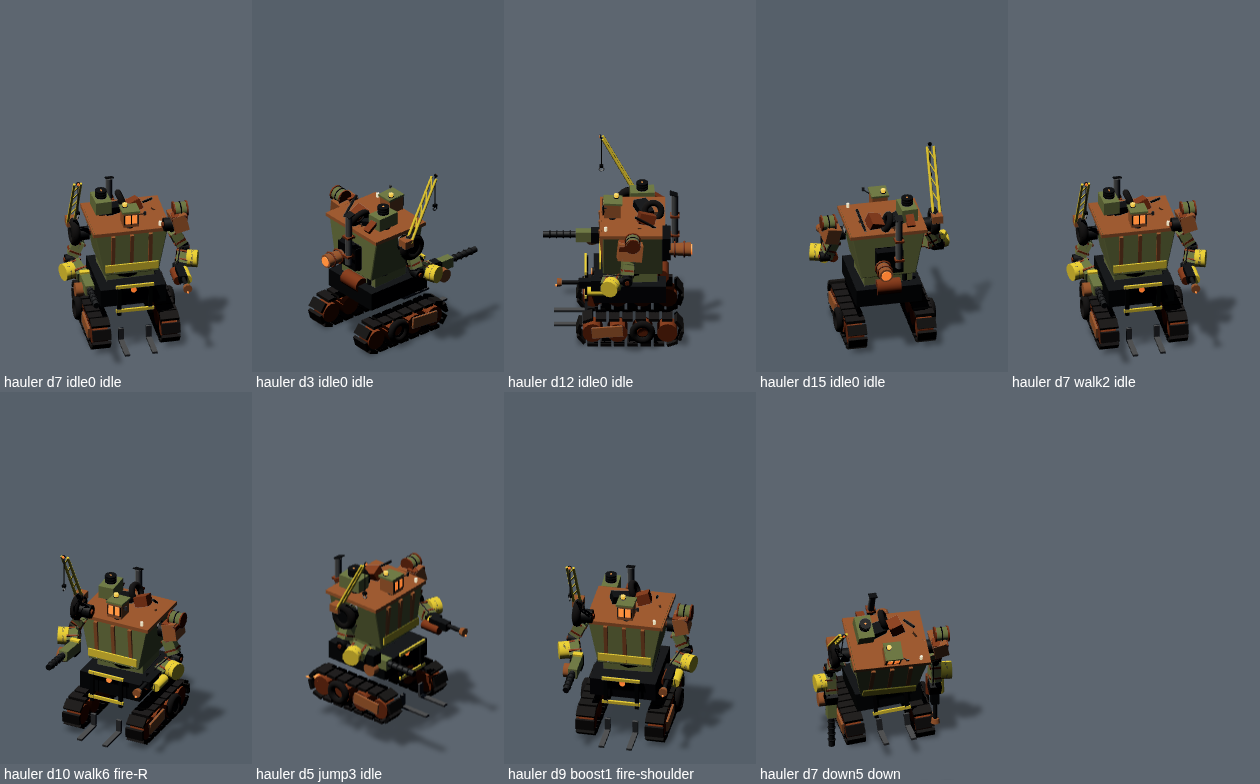 hauler d7 idle0 idle
hauler d3 idle0 idle
hauler d12 idle0 idle
hauler d15 idle0 idle
hauler d7 walk2 idle
hauler d10 walk6 fire-R
hauler d5 jump3 idle
hauler d9 boost1 fire-shoulder
hauler d7 down5 down